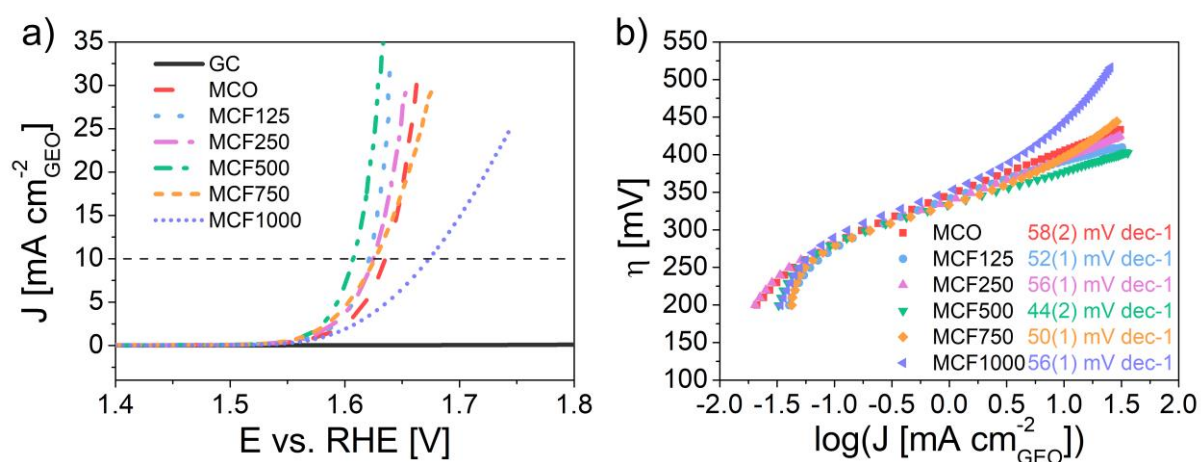 a)
35
30
25
20
15
10
5
0
J [mA cm-2 GEO]
GC
MCO
MCF125
MCF250
MCF500
MCF750
MCF1000
1.4 1.5 1.6 1.7 1.8
E vs. RHE [V]
b)
550
500
450
400
350
300
250
200
150
100
η [mV]
MCO 58(2) mV dec-1
MCF125 52(1) mV dec-1
MCF250 56(1) mV dec-1
MCF500 44(2) mV dec-1
MCF750 50(1) mV dec-1
MCF1000 56(1) mV dec-1
-2.0 -1.5 -1.0 -0.5 0.0 0.5 1.0 1.5 2.0
log(J [mA cm-2 GEO])